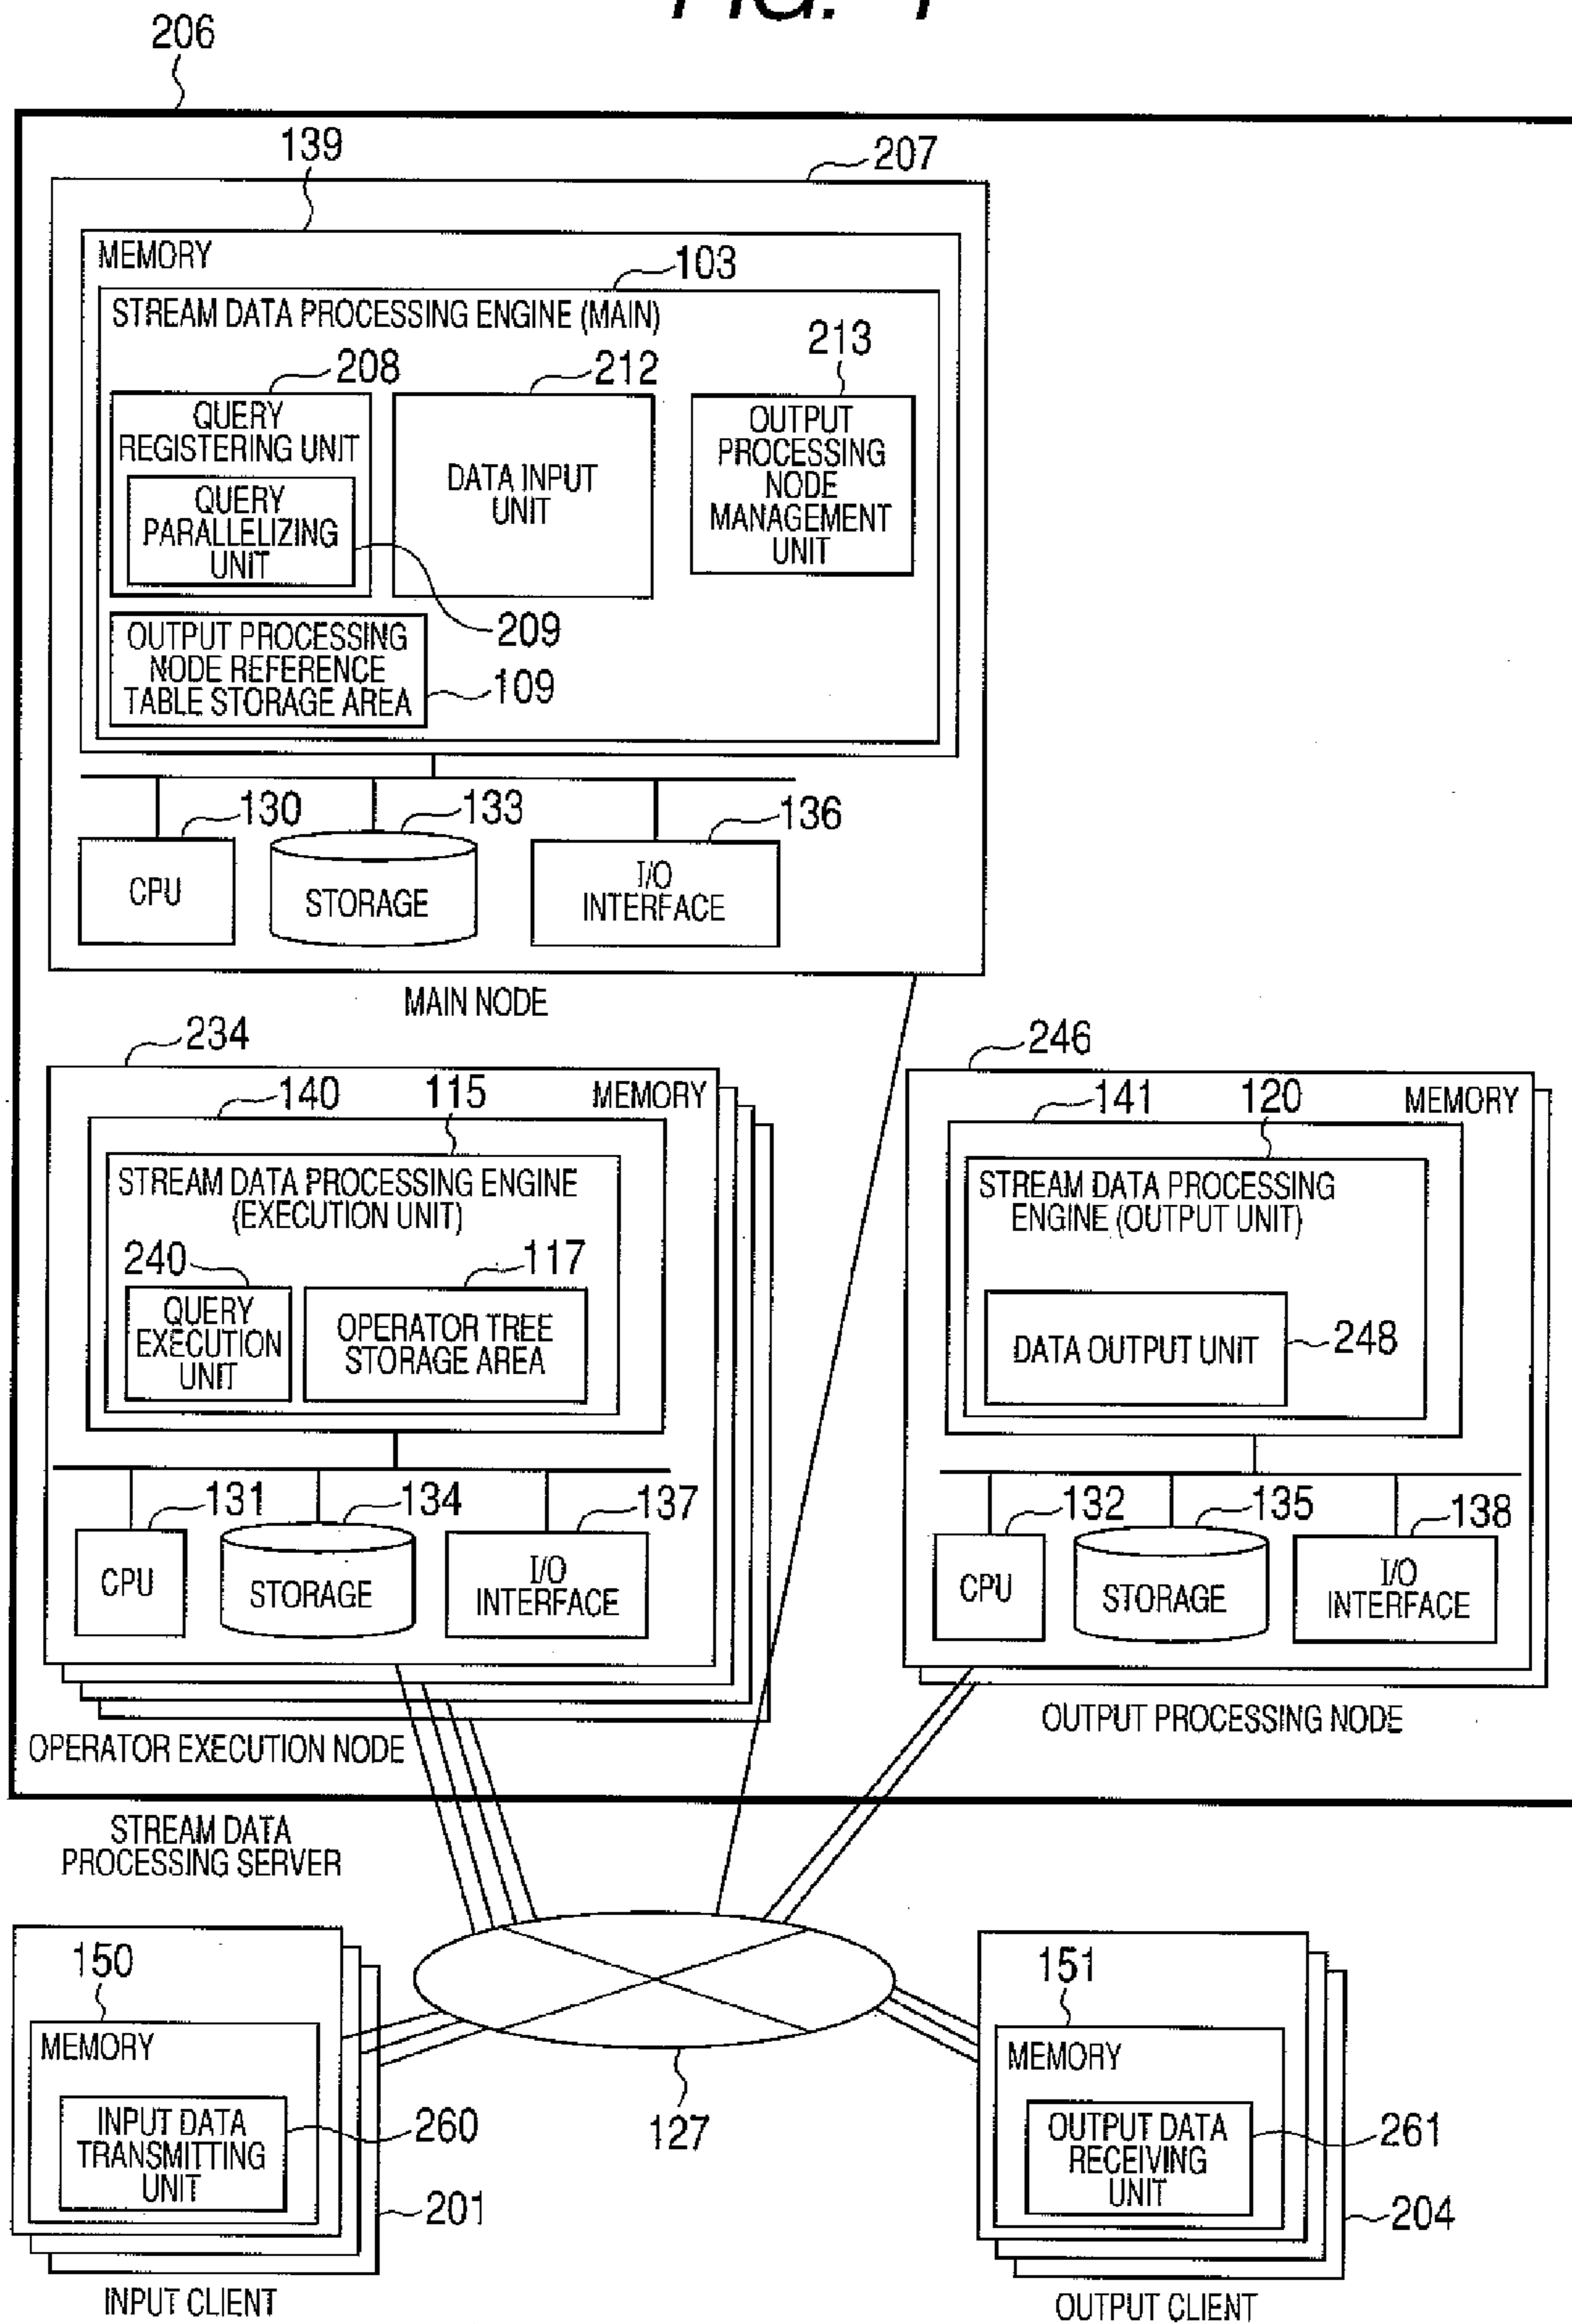 FIG. 1
206
139
207
MEMORY
103
STREAM DATA PROCESSING ENGINE (MAIN)
213
208
212
QUERY
REGISTERING UNIT
QUERY
PARALLELIZING
UNIT
DATA INPUT
UNIT
OUTPUT
PROCESSING
NODE
MANAGEMENT
UNIT
209
OUTPUT PROCESSING
NODE REFERENCE
TABLE STORAGE AREA
109
130
133
136
CPU
STORAGE
I/O
INTERFACE
MAIN NODE
234
140
115
MEMORY
STREAM DATA PROCESSING ENGINE
(EXECUTION UNIT)
240
117
QUERY
EXECUTION
UNIT
OPERATOR TREE
STORAGE AREA
131
134
137
CPU
STORAGE
I/O
INTERFACE
OPERATOR EXECUTION NODE
246
141
120
MEMORY
STREAM DATA PROCESSING
ENGINE (OUTPUT UNIT)
DATA OUTPUT UNIT
248
132
135
138
CPU
STORAGE
I/O
INTERFACE
OUTPUT PROCESSING NODE
STREAM DATA
PROCESSING SERVER
150
MEMORY
INPUT DATA
TRANSMITTING
UNIT
260
201
INPUT CLIENT
127
151
MEMORY
OUTPUT DATA
RECEIVING
UNIT
261
204
OUTPUT CLIENT